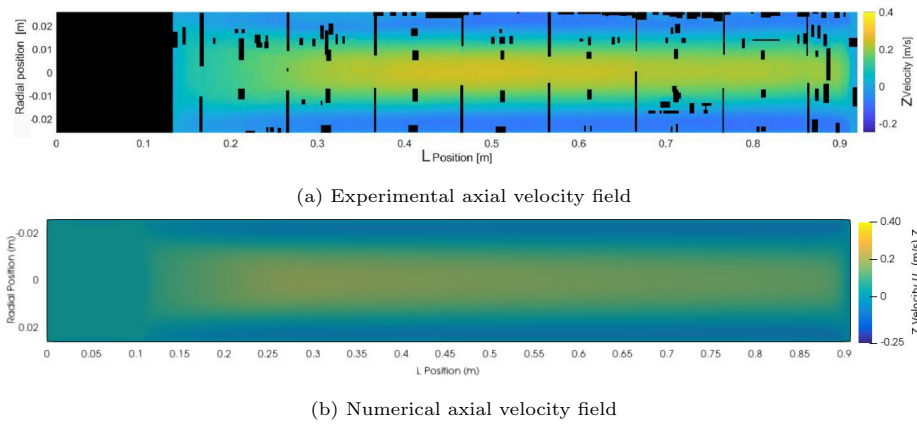 0.02
0.01
0
-0.01
-0.02
Radial position [m]
0 0.1 0.2 0.3 0.4 0.5 0.6 0.7 0.8 0.9
L Position [m]
0.4
0.2
0
-0.2
Z Velocity [m/s]
(a) Experimental axial velocity field
-0.02
0
0.02
Radial Position (m)
0 0.05 0.1 0.15 0.2 0.25 0.3 0.35 0.4 0.45 0.5 0.55 0.6 0.65 0.7 0.75 0.8 0.85 0.9
L Position (m)
0.40
0.2
0
-0.25
Z Velocity (m/s) Z
(b) Numerical axial velocity field